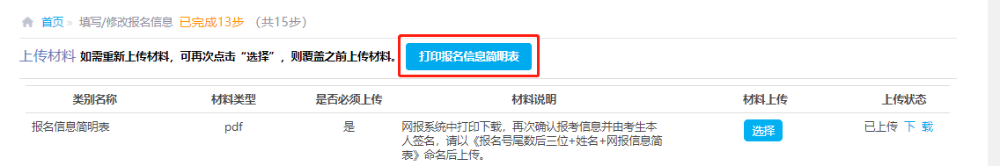 首页» 填写/修改报名信息 已完成13步 （共15步）
上传材料 如需重新上传材料，可再次点击“选择”，则覆盖之前上传材料。 打印报名信息简明表
类别名称 材料类型 是否必须上传 材料说明 材料上传 上传状态
报名信息简明表 pdf 是 网报系统中打印下载，再次确认报考信息并由考生本 选择 已上传 下 载
人签名，请以《报名号尾数后三位+姓名+网报信息简
表》命名后上传。